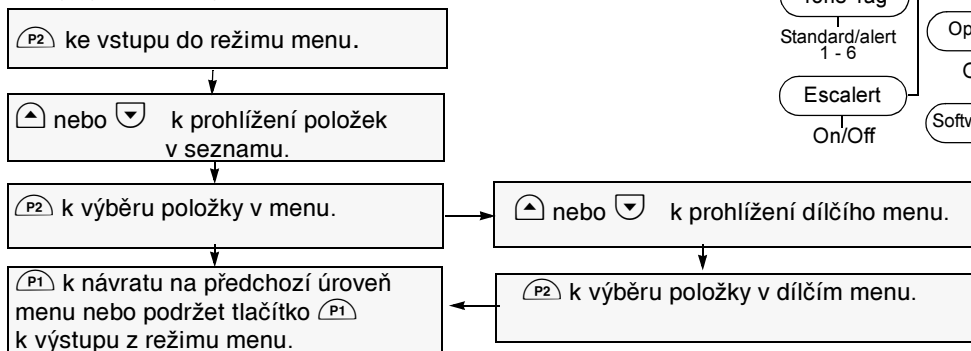 P2 ke vstupu do režimu menu.
nebo k prohlížení položek
v seznamu.
P2 k výběru položky v menu.
P1 k návratu na předchozí úroveň
menu nebo podržet tlačítko P1
k výstupu z režimu menu.
nebo k prohlížení dílčího menu.
P2 k výběru položky v dílčím menu.
Standard/alert
1 - 6
Escalert
On/Off